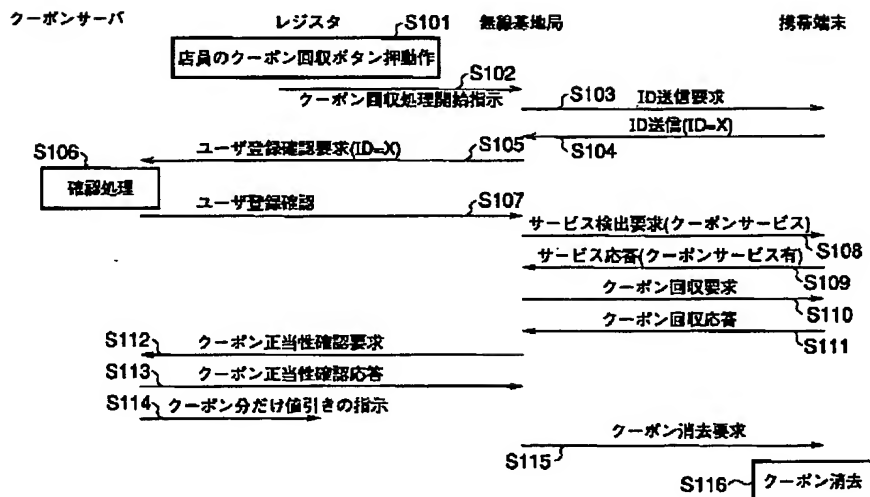 クーポンサーバ レジスタ 無線基地局 携帯端末
S101
店員のクーポン回収ボタン押動作
S102
クーポン回収処理開始指示
S103 ID送信要求
ID送信(ID=X)
S104
ユーザ登録確認要求(ID=X) S105
S106
確認処理
ユーザ登録確認 S107
サービス検出要求(クーポンサービス)
S108
サービス応答(クーポンサービス有)
S109
クーポン回収要求
S110
クーポン回収応答
S111
S112 クーポン正当性確認要求
S113 クーポン正当性確認応答
S114 クーポン分だけ値引きの指示
クーポン消去要求
S115
S116 クーポン消去